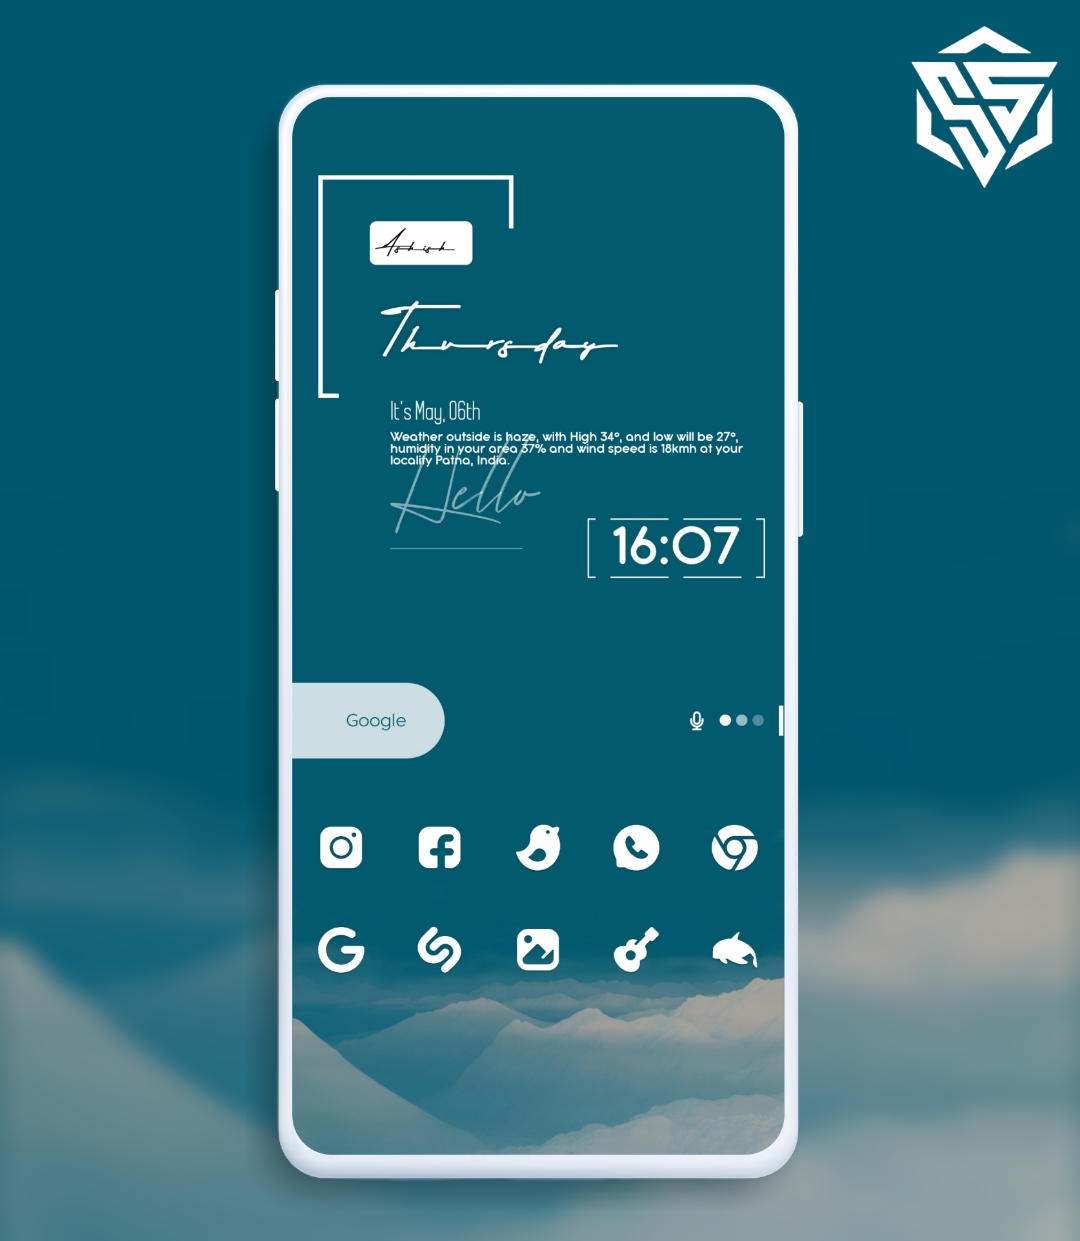 Ashish
Thursday
It's May, 06th
Weather outside is haze, with High 34°, and low will be 27°,
humidity in your area 37% and wind speed is 18kmh at your
locality Patna, India.
Hello
16:07
Google